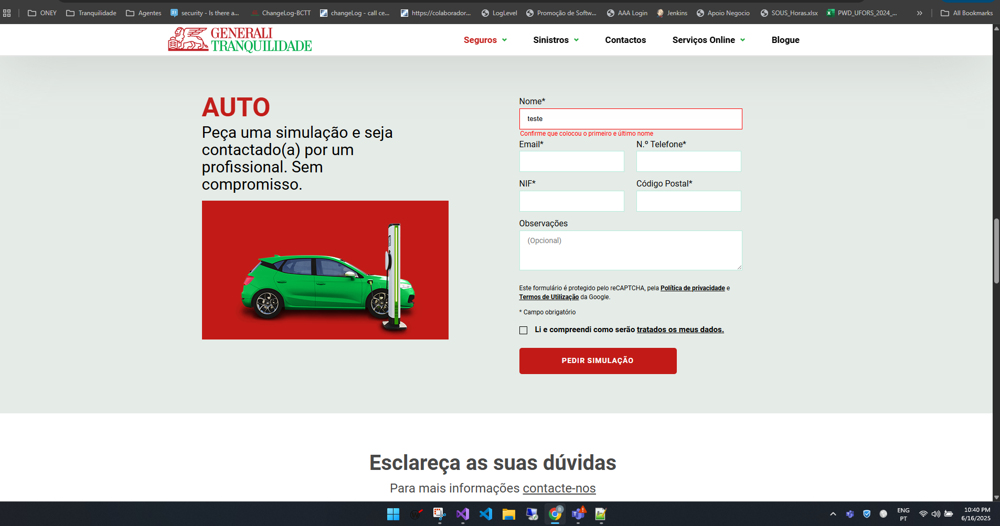 ONEY
Tranquilidade
Agentes
security - Is there a...
ChangeLog-BCTT
changeLog - call ce...
https://colaborador...
LogLevel
Promoção de Softw...
AAA Login
Jenkins
Apoio Negocio
SOUS_Horas.xlsx
PWD_UFORS_2024_...
»
All Bookmarks
GENERALI
TRANQUILIDADE
Seguros
Sinistros
Contactos
Serviços Online
Blogue
AUTO
Peça uma simulação e seja
contactado(a) por um
profissional. Sem
compromisso.
Nome*
teste
Confirme que colocou o primeiro e último nome
Email*
N.º Telefone*
NIF*
Código Postal*
Observações
(Opcional)
Este formulário é protegido pelo reCAPTCHA, pela Política de privacidade e
Termos de Utilização da Google.
* Campo obrigatório
Li e compreendi como serão tratados os meus dados.
PEDIR SIMULAÇÃO
Esclareça as suas dúvidas
Para mais informações contacte-nos
ENG
PT
10:40 PM
6/16/2025